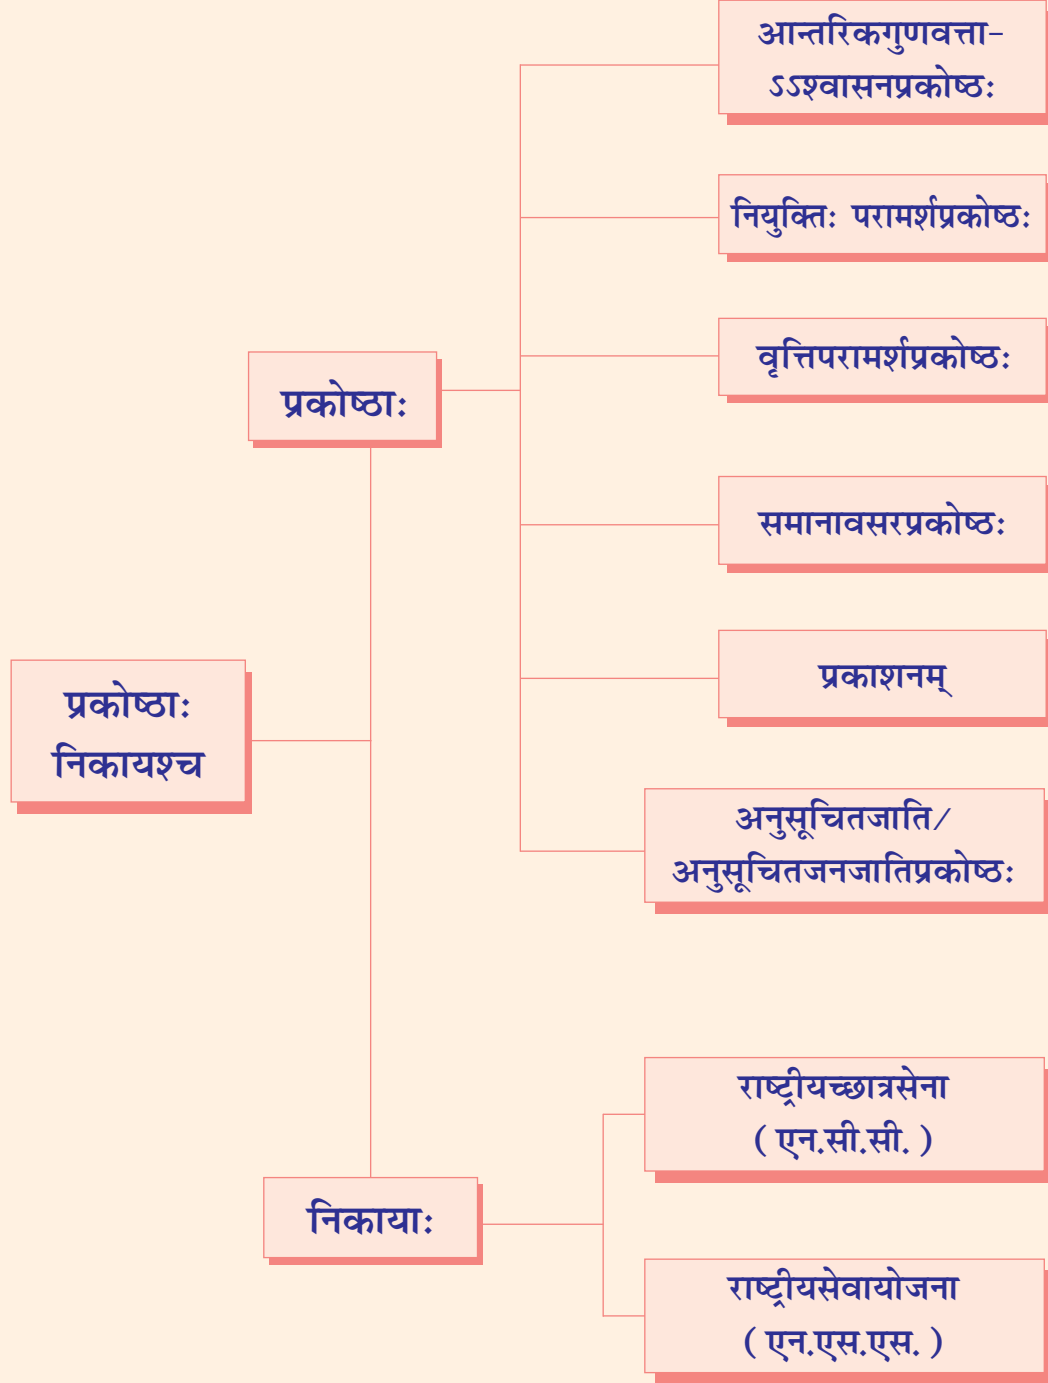 आन्तरिकगुणवत्ता-
ऽऽश्वासनप्रकोष्ठः
नियुक्तिः परामर्शप्रकोष्ठः
वृत्तिपरामर्शप्रकोष्ठः
प्रकोष्ठाः
समानावसरप्रकोष्ठः
प्रकाशनम्
प्रकोष्ठाः
निकायश्च
अनुसूचितजाति/
अनुसूचितजनजातिप्रकोष्ठः
राष्ट्रीयच्छात्रसेना
( एन.सी.सी. )
निकायाः
राष्ट्रीयसेवायोजना
( एन.एस.एस. )